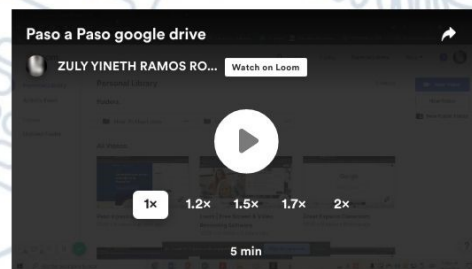 Paso a Paso google drive
ZULY YINETH RAMOS RO...
Watch on Loom
Personal Library
1× 1.2× 1.5× 1.7× 2×
5 min